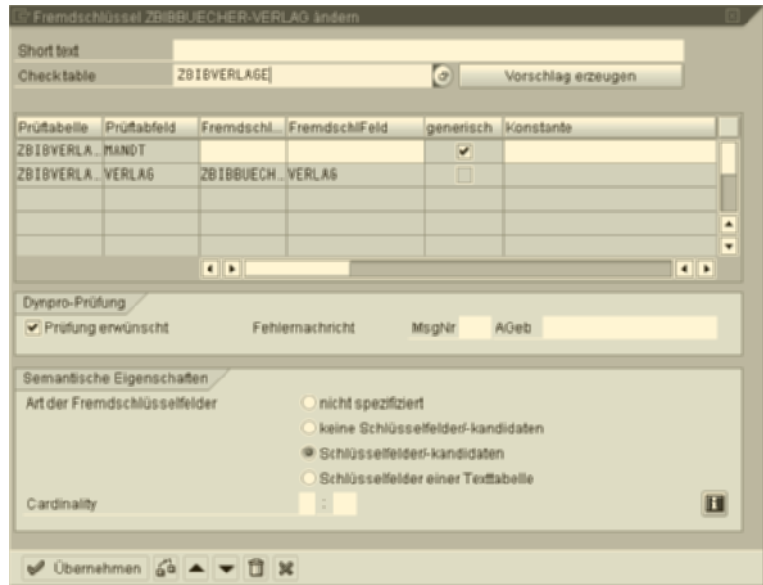 Fremdschlüssel ZBIBBUECHER-VERLAG ändern
Short text
Check table ZBIBVERLAGE Vorschlag erzeugen
Prüftabelle Prüftabfeld Fremdschl... FremdschlFeld generisch Konstante
ZBIBVERLA.. MANDT
ZBIBVERLA.. VERLAG ZBIBBUECH.. VERLAG
Dynpro-Prüfung
Prüfung erwünscht Fehlernachricht MsgNr AGeb
Semantische Eigenschaften
Art der Fremdschlüsselfelder nicht spezifiziert
keine Schlüsselfelder/-kandidaten
Schlüsselfelder/-kandidaten
Schlüsselfelder einer Texttabelle
Cardinality :
Übernehmen